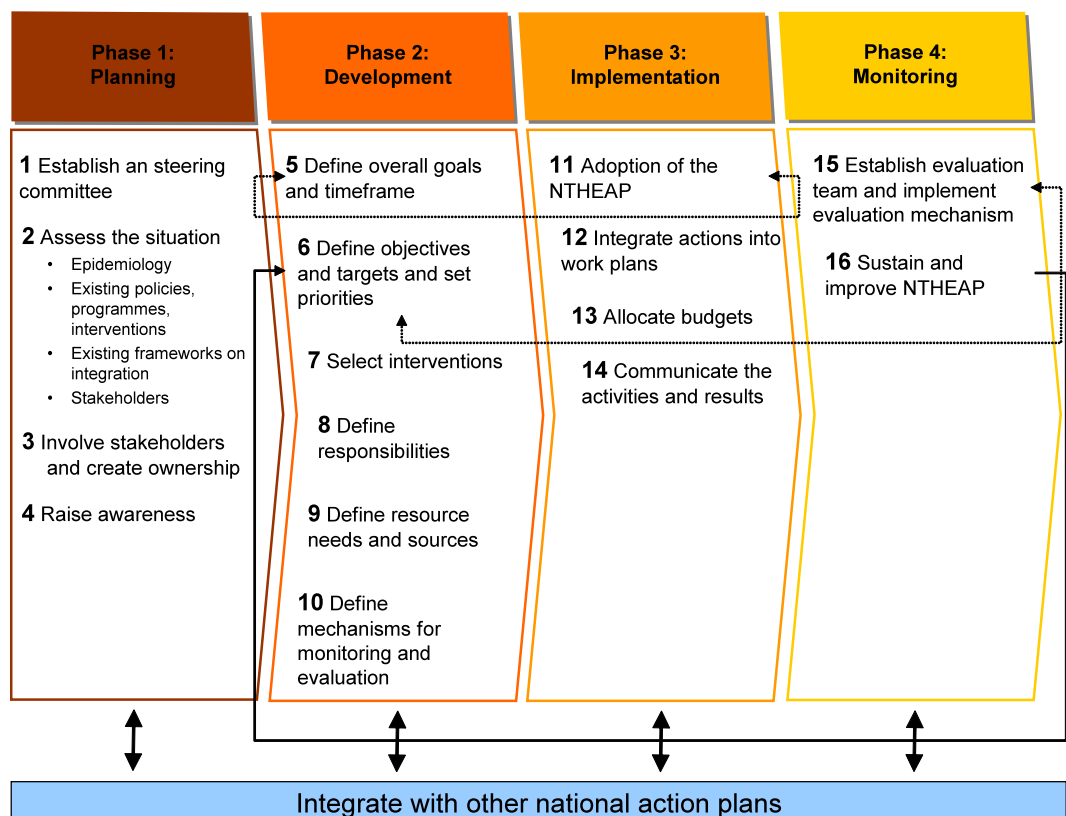 Phase 1:
Planning
Phase 2:
Development
Phase 3:
Implementation
Phase 4:
Monitoring
1 Establish an steering
committee
2 Assess the situation
• Epidemiology
• Existing policies,
programmes,
interventions
• Existing frameworks on
integration
• Stakeholders
3 Involve stakeholders
and create ownership
4 Raise awareness
5 Define overall goals
and timeframe
6 Define objectives
and targets and set
priorities
7 Select interventions
8 Define
responsibilities
9 Define resource
needs and sources
10 Define
mechanisms for
monitoring and
evaluation
11 Adoption of the
NTHEAP
12 Integrate actions into
work plans
13 Allocate budgets
14 Communicate the
activities and results
15 Establish evaluation
team and implement
evaluation mechanism
16 Sustain and
improve NTHEAP
Integrate with other national action plans